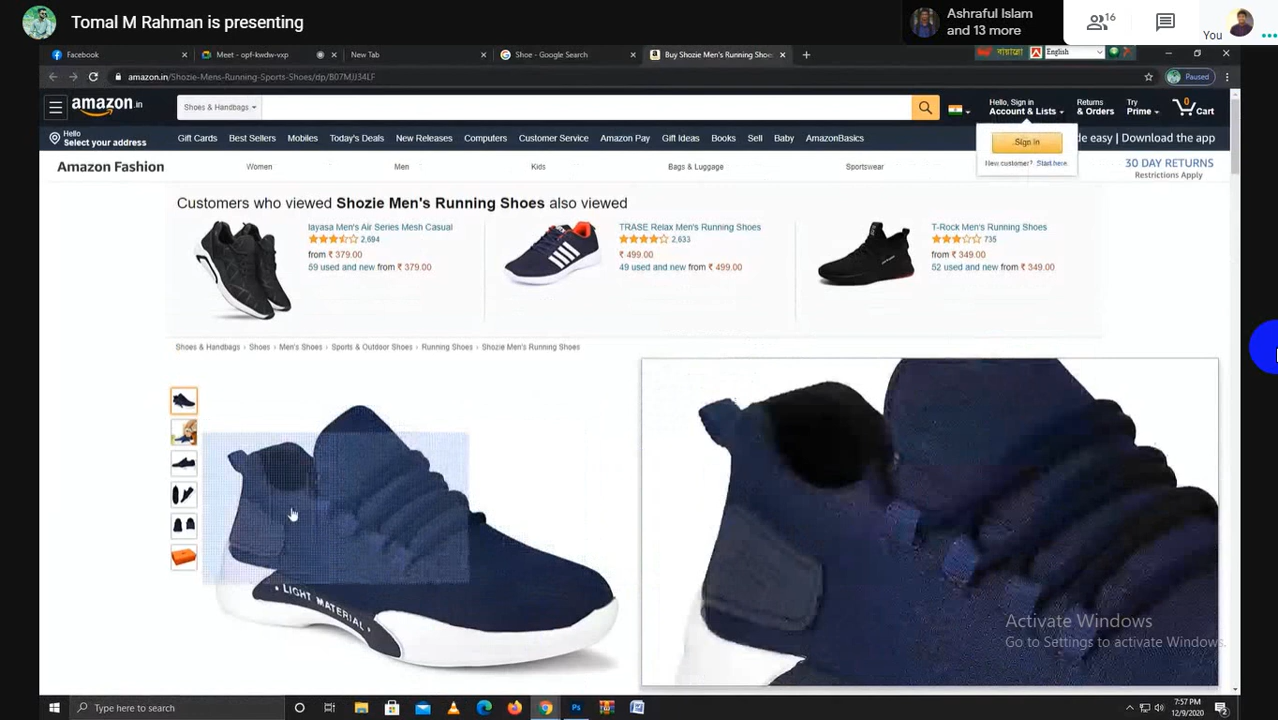 Tomal M Rahman is presenting
Ashraful Islam
and 13 more
16
You
Facebook
Meet - opf-kwdw-vxp
New Tab
Shoe - Google Search
Buy Shozie Men's Running Shoes
English
amazon.in/Shozie-Mens-Running-Sports-Shoes/dp/B07MJJ34LF
Paused
amazon.in
Shoes & Handbags
Hello, Sign in
Account & Lists
Returns
& Orders
Try
Prime
0
Cart
Hello
Select your address
Gift Cards
Best Sellers
Mobiles
Today's Deals
New Releases
Computers
Customer Service
Amazon Pay
Gift Ideas
Books
Sell
Baby
AmazonBasics
de easy | Download the app
Sign in
New customer? Start here.
Amazon Fashion
Women
Men
Kids
Bags & Luggage
Sportswear
30 DAY RETURNS
Restrictions Apply
Customers who viewed Shozie Men's Running Shoes also viewed
layasa Men's Air Series Mesh Casual
2,694
from ₹ 379.00
59 used and new from ₹ 379.00
TRASE Relax Men's Running Shoes
2,633
₹ 499.00
49 used and new from ₹ 499.00
T-Rock Men's Running Shoes
735
from ₹ 349.00
52 used and new from ₹ 349.00
Shoes & Handbags › Shoes › Men's Shoes › Sports & Outdoor Shoes › Running Shoes › Shozie Men's Running Shoes
LIGHT MATERIAL
Activate Windows
Go to Settings to activate Windows.
Type here to search
7:57 PM
12/9/2020
2